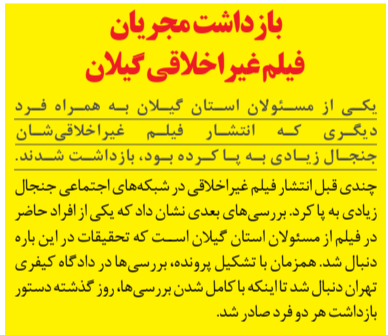 بازداشت مجریان
فیلم غیراخلاقی گیلان
یکی از مسئولان استان گیلان به همراه فرد
دیگری که انتشار فیلم غیراخلاقی‌شان
جنجال زیادی به پا کرده بود، بازداشت شدند.
چندی قبل انتشار فیلم غیراخلاقی در شبکه‌های اجتماعی جنجال
زیادی به پا کرد. بررسی‌های بعدی نشان داد که یکی از افراد حاضر
در فیلم از مسئولان استان گیلان است که تحقیقات در این باره
دنبال شد. همزمان با تشکیل پرونده، بررسی‌ها در دادگاه کیفری
تهران دنبال شد تا اینکه با کامل شدن بررسی‌ها، روز گذشته دستور
بازداشت هر دو فرد صادر شد.